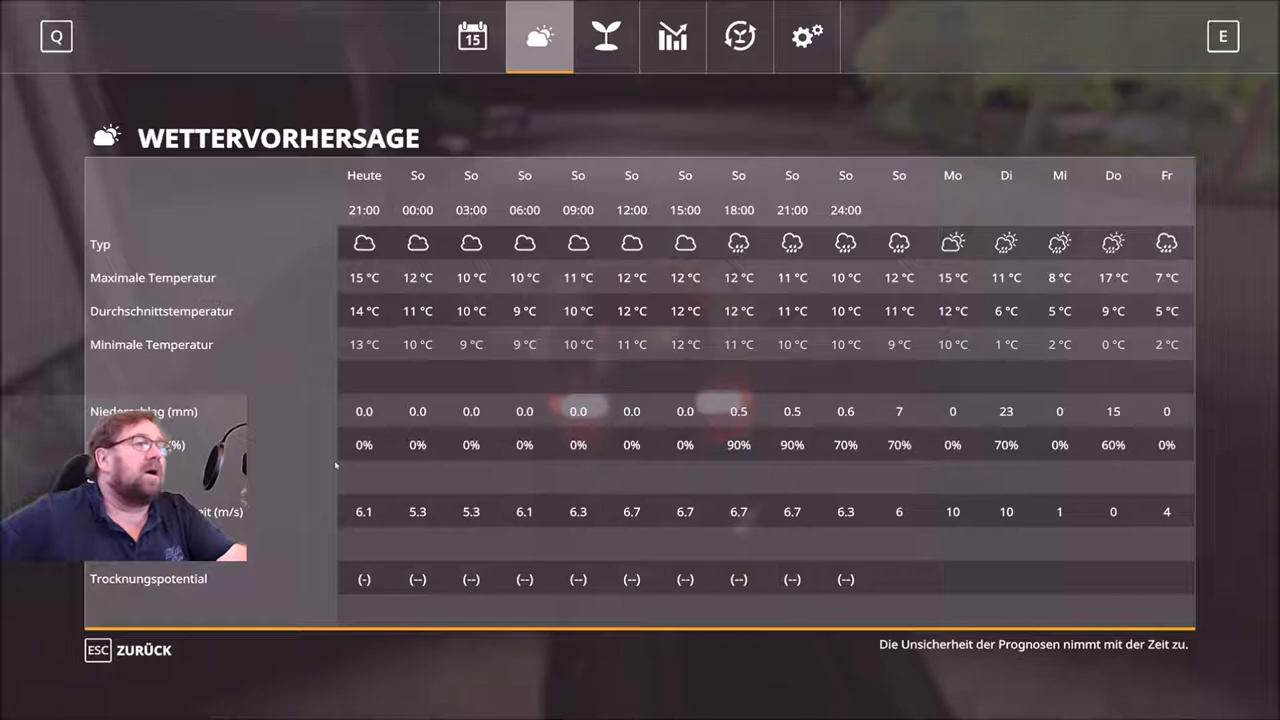 Q
15
E
WETTERVORHERSAGE
Heute So So So So So So So So So So Mo Di Mi Do Fr
21:00 00:00 03:00 06:00 09:00 12:00 15:00 18:00 21:00 24:00
Typ
Maximale Temperatur 15 °C 12 °C 10 °C 10 °C 11 °C 12 °C 12 °C 12 °C 11 °C 10 °C 12 °C 15 °C 11 °C 8 °C 17 °C 7 °C
Durchschnittstemperatur 14 °C 11 °C 10 °C 9 °C 10 °C 12 °C 12 °C 12 °C 11 °C 10 °C 11 °C 12 °C 6 °C 5 °C 9 °C 5 °C
Minimale Temperatur 13 °C 10 °C 9 °C 9 °C 10 °C 11 °C 12 °C 11 °C 10 °C 10 °C 9 °C 10 °C 1 °C 2 °C 0 °C 2 °C
Niederschlag (mm) 0.0 0.0 0.0 0.0 0.0 0.0 0.0 0.5 0.5 0.6 7 0 23 0 15 0
(%) 0% 0% 0% 0% 0% 0% 0% 90% 90% 70% 70% 0% 70% 0% 60% 0%
(m/s) 6.1 5.3 5.3 6.1 6.3 6.7 6.7 6.7 6.7 6.3 6 10 10 1 0 4
Trocknungspotential (-) (--) (--) (--) (--) (--) (--) (--) (--) (--)
ESC ZURÜCK
Die Unsicherheit der Prognosen nimmt mit der Zeit zu.